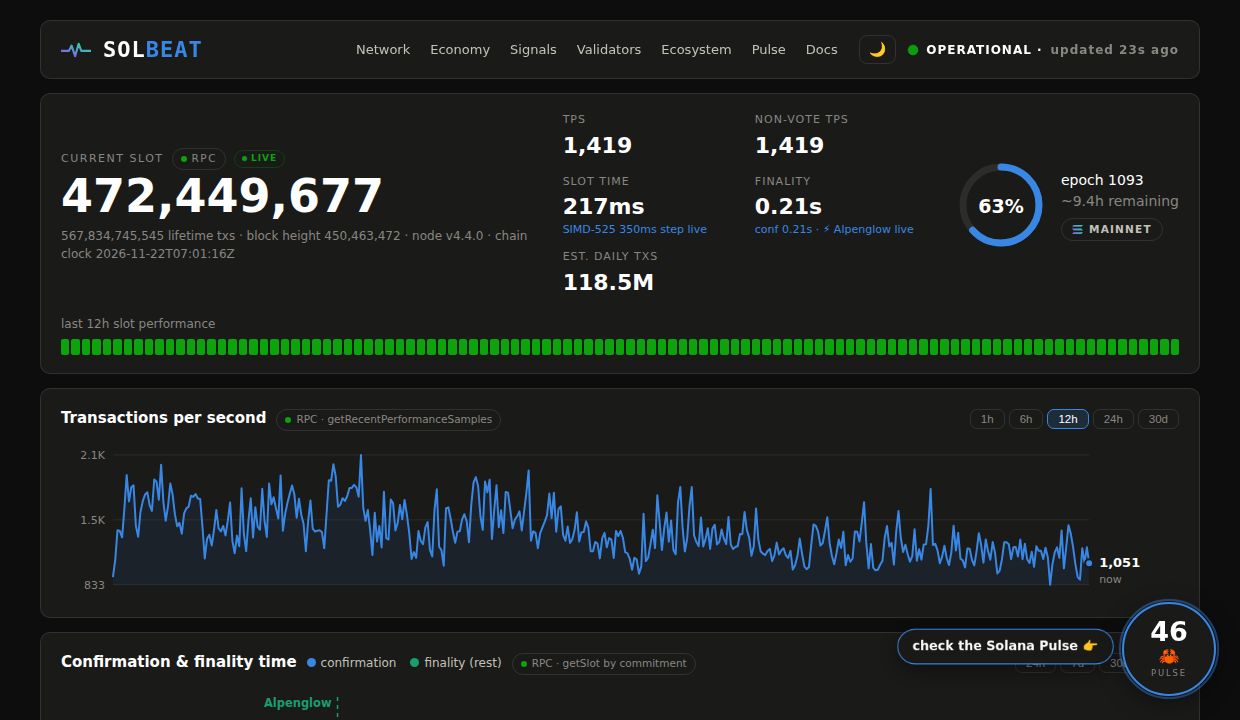 SOLBEAT
Network Economy Signals Validators Ecosystem Pulse Docs
🌙
OPERATIONAL · updated 23s ago
CURRENT SLOT RPC LIVE
472,449,677
567,834,745,545 lifetime txs · block height 450,463,472 · node v4.4.0 · chain
clock 2026-11-22T07:01:16Z
TPS
1,419
NON-VOTE TPS
1,419
SLOT TIME
217ms
SIMD-525 350ms step live
FINALITY
0.21s
conf 0.21s · ⚡ Alpenglow live
EST. DAILY TXS
118.5M
63%
epoch 1093
~9.4h remaining
MAINNET
last 12h slot performance
Transactions per second RPC · getRecentPerformanceSamples
1h 6h 12h 24h 30d
2.1K
1.5K
833
1,051
now
Confirmation & finality time confirmation finality (rest) RPC · getSlot by commitment
Alpenglow
check the Solana Pulse 👉
46
🦀
PULSE